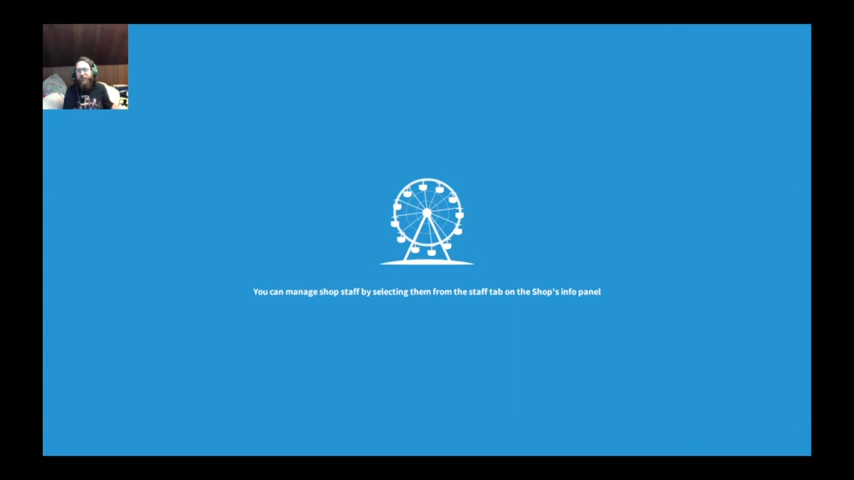 You can manage shop staff by selecting them from the staff tab on the Shop's info panel